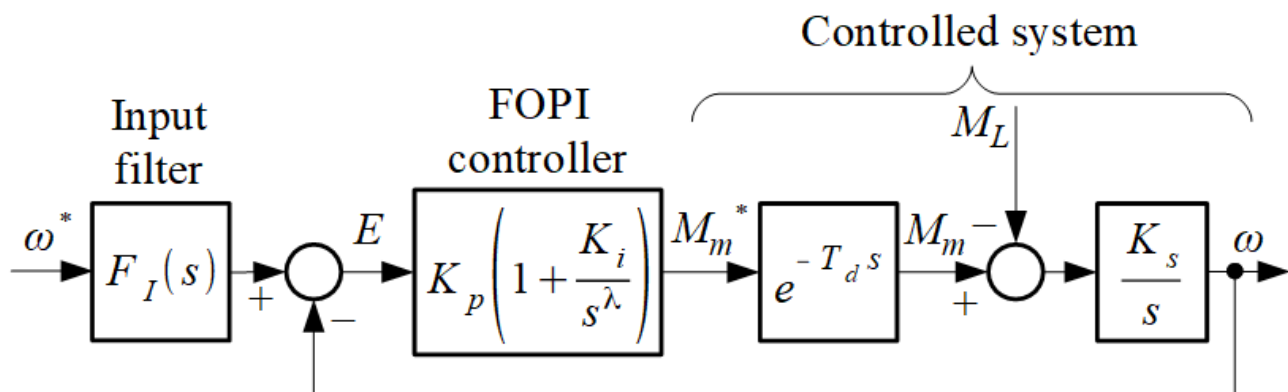 Controlled system
Input
filter
FOPI
controller
M_L
ω*
F_I(s)
+
−
E
K_p(1+K_i/s^λ)
M_m*
e^{-T_d s}
M_m
−
+
K_s/s
ω